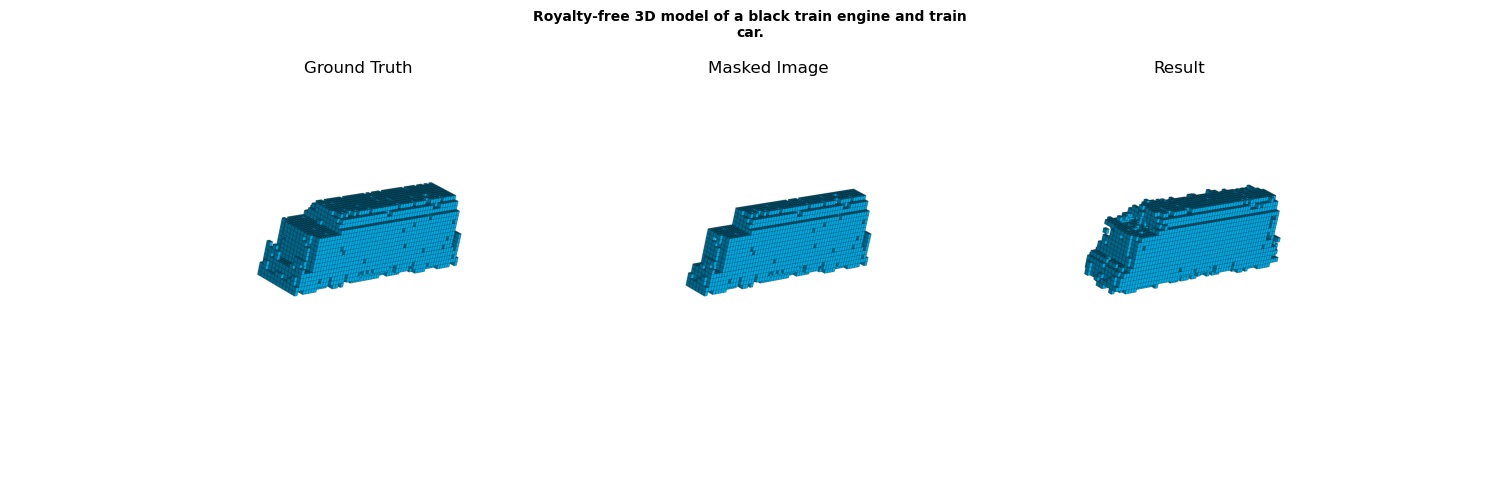 Royalty-free 3D model of a black train engine and train
car.
Ground Truth
Masked Image
Result